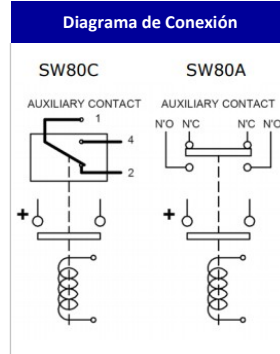 Diagrama de Conexión
SW80C SW80A
AUXILIARY CONTACT AUXILIARY CONTACT
1 N'O N'C N'C N'O
4
2
+ +